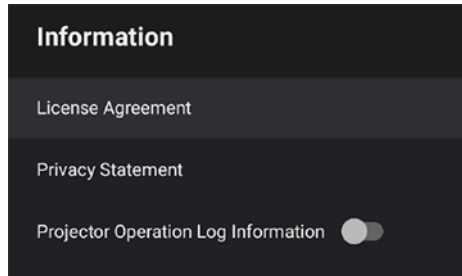 Information
License Agreement
Privacy Statement
Projector Operation Log Information